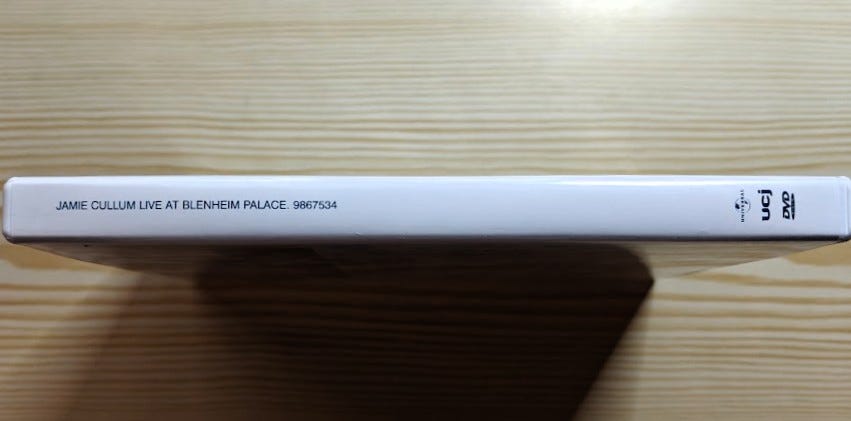 JAMIE CULLUM LIVE AT BLENHEIM PALACE. 9867534
UNIVERSAL
ucj
DVD